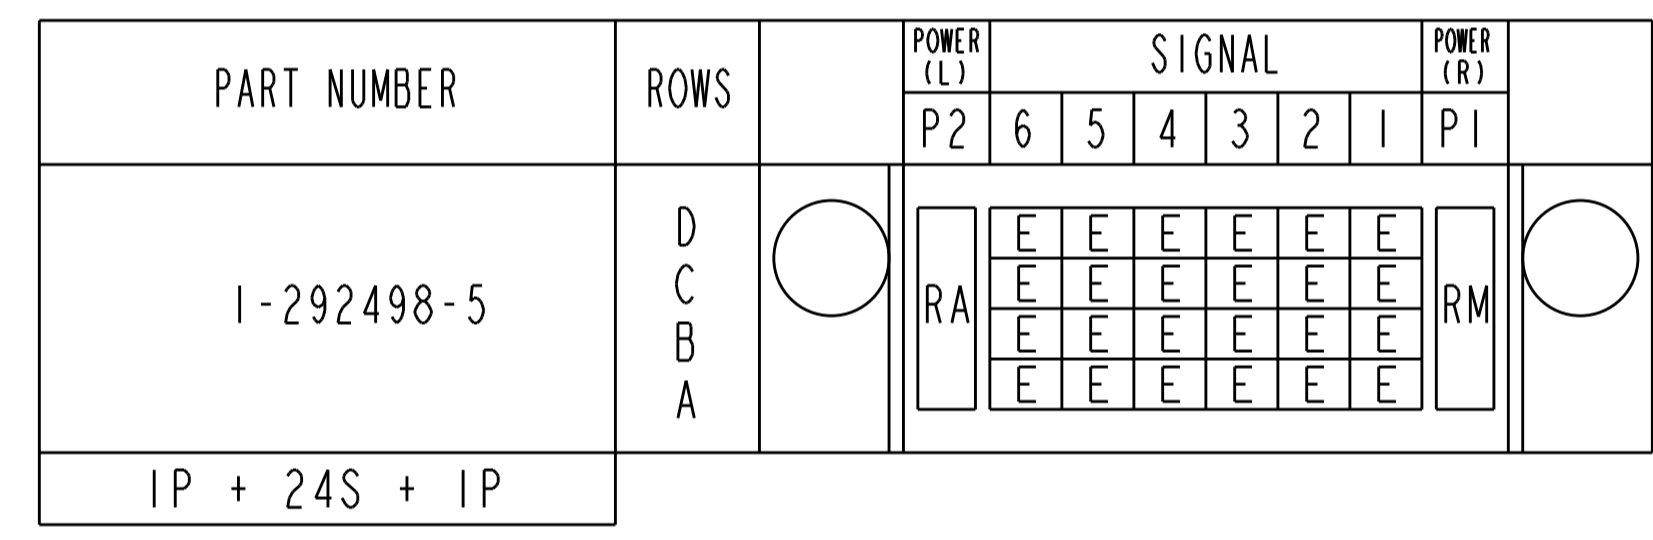 PART NUMBER ROWS POWER (L) SIGNAL POWER (R)
P2 6 5 4 3 2 1 P1
1-292498-5
D E E E E E E
C E E E E E E
RA RM
B E E E E E E
A E E E E E E
1P + 24S + 1P